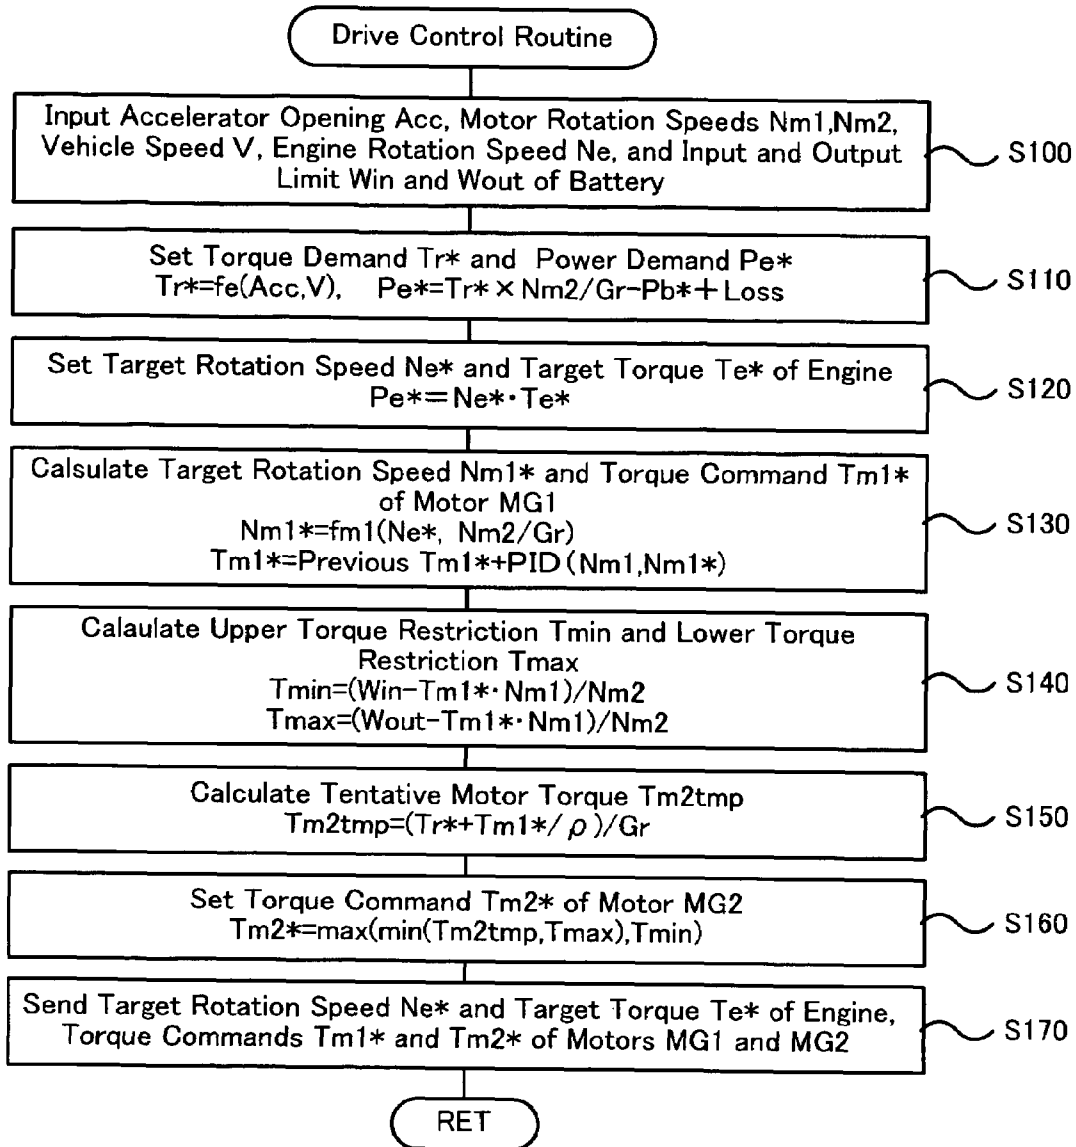 Drive Control Routine
Input Accelerator Opening Acc, Motor Rotation Speeds Nm1,Nm2,
Vehicle Speed V, Engine Rotation Speed Ne, and Input and Output
Limit Win and Wout of Battery
S100
Set Torque Demand Tr* and Power Demand Pe*
Tr*=fe(Acc,V), Pe*=Tr*×Nm2/Gr-Pb*+Loss
S110
Set Target Rotation Speed Ne* and Target Torque Te* of Engine
Pe*=Ne*·Te*
S120
Calsulate Target Rotation Speed Nm1* and Torque Command Tm1*
of Motor MG1
Nm1*=fm1(Ne*, Nm2/Gr)
Tm1*=Previous Tm1*+PID(Nm1,Nm1*)
S130
Calaulate Upper Torque Restriction Tmin and Lower Torque
Restriction Tmax
Tmin=(Win-Tm1*·Nm1)/Nm2
Tmax=(Wout-Tm1*·Nm1)/Nm2
S140
Calculate Tentative Motor Torque Tm2tmp
Tm2tmp=(Tr*+Tm1*/ρ)/Gr
S150
Set Torque Command Tm2* of Motor MG2
Tm2*=max(min(Tm2tmp,Tmax),Tmin)
S160
Send Target Rotation Speed Ne* and Target Torque Te* of Engine,
Torque Commands Tm1* and Tm2* of Motors MG1 and MG2
S170
RET